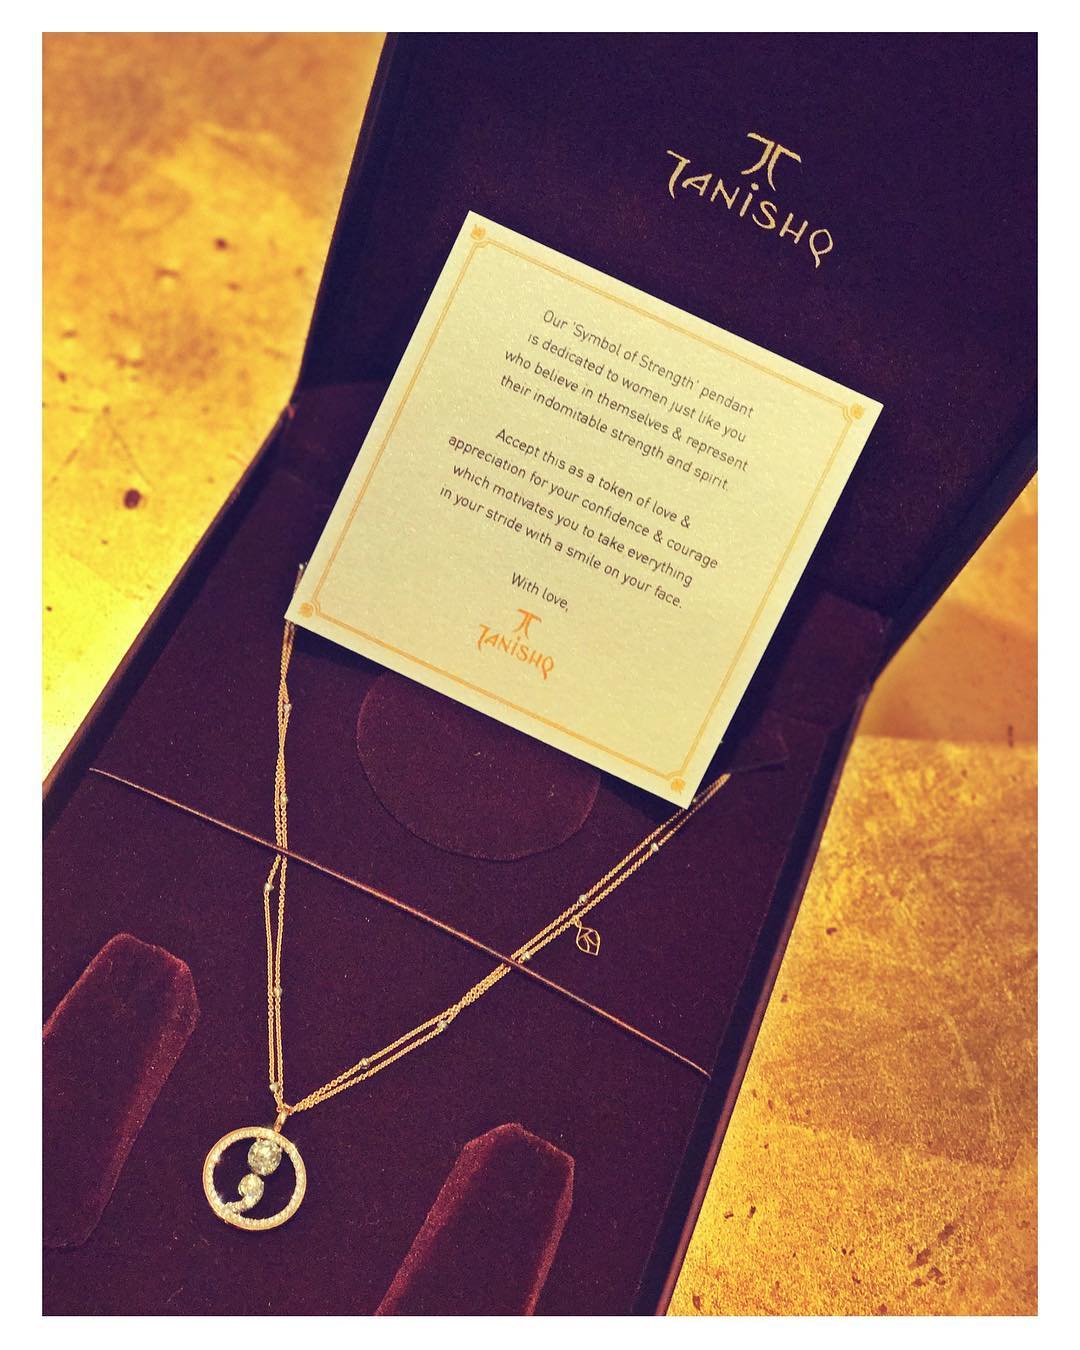 TANiSHQ
Our 'Symbol of Strength' pendant
is dedicated to women just like you
who believe in themselves & represent
their indomitable strength and spirit.
Accept this as a token of love &
appreciation for your confidence & courage
which motivates you to take everything
in your stride with a smile on your face.
With love,
TANiSHQ